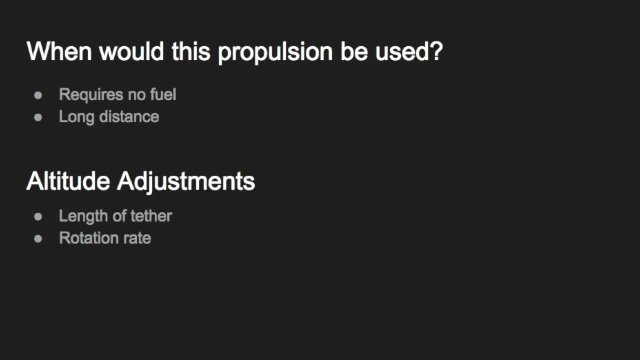 When would this propulsion be used?
● Requires no fuel
● Long distance
Altitude Adjustments
● Length of tether
● Rotation rate